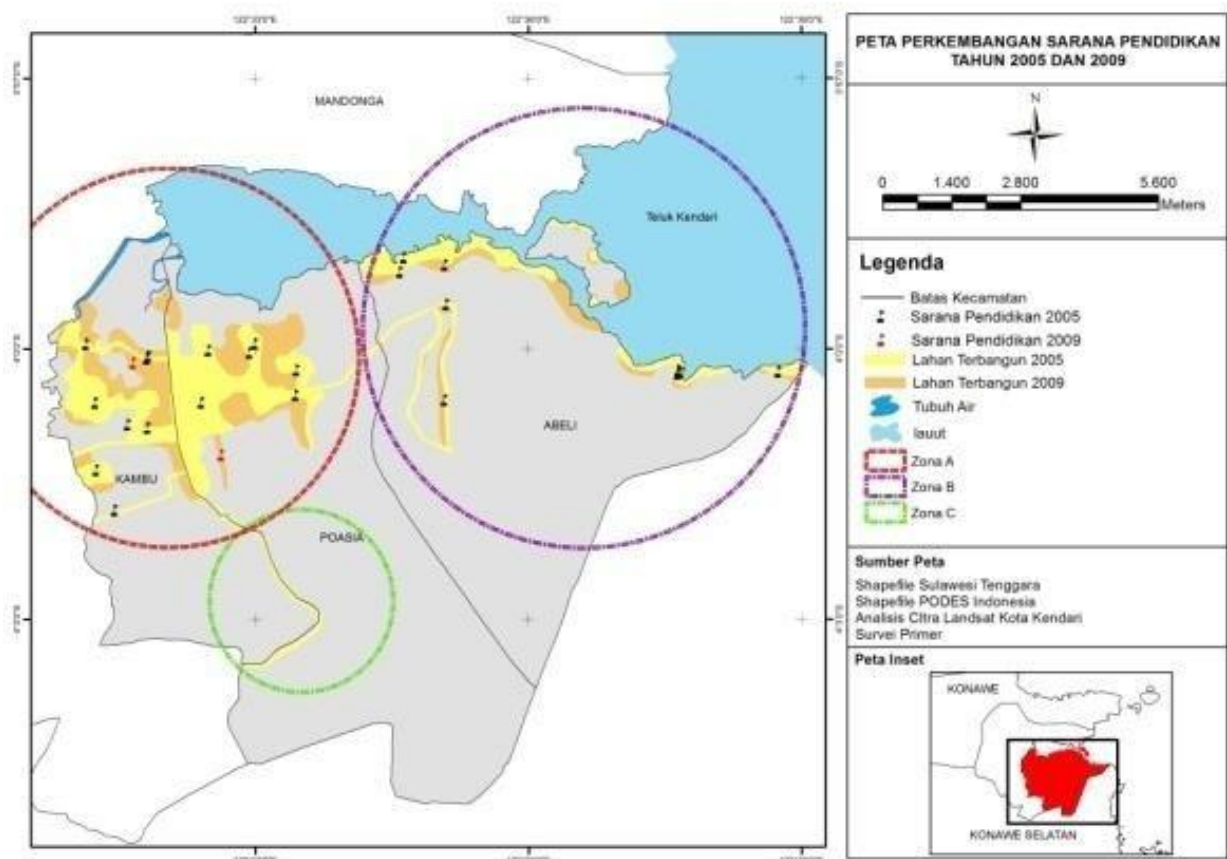 PETA PERKEMBANGAN SARANA PENDIDIKAN
TAHUN 2005 DAN 2009
N
0 1.400 2.800 5.600
Meters
Legenda
Batas Kecamatan
Sarana Pendidikan 2005
Sarana Pendidikan 2009
Lahan Terbangun 2005
Lahan Terbangun 2009
Tubuh Air
lauut
Zona A
Zona B
Zona C
Sumber Peta
Shapefile Sulawesi Tenggara
Shapefile PODES Indonesia
Analisis Citra Landsat Kota Kendari
Survei Primer
Peta Inset
KONAWE
KONAWE SELATAN
MANDONGA
Teluk Kendari
ABELI
KAMBU
POASIA